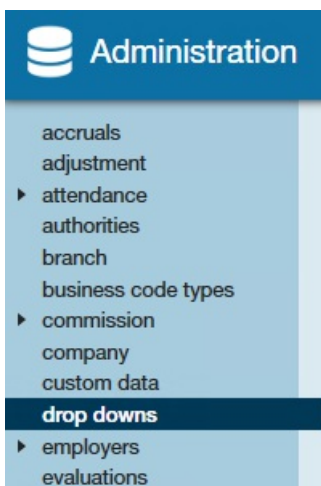 Administration
accruals
adjustment
attendance
authorities
branch
business code types
commission
company
custom data
drop downs
employers
evaluations